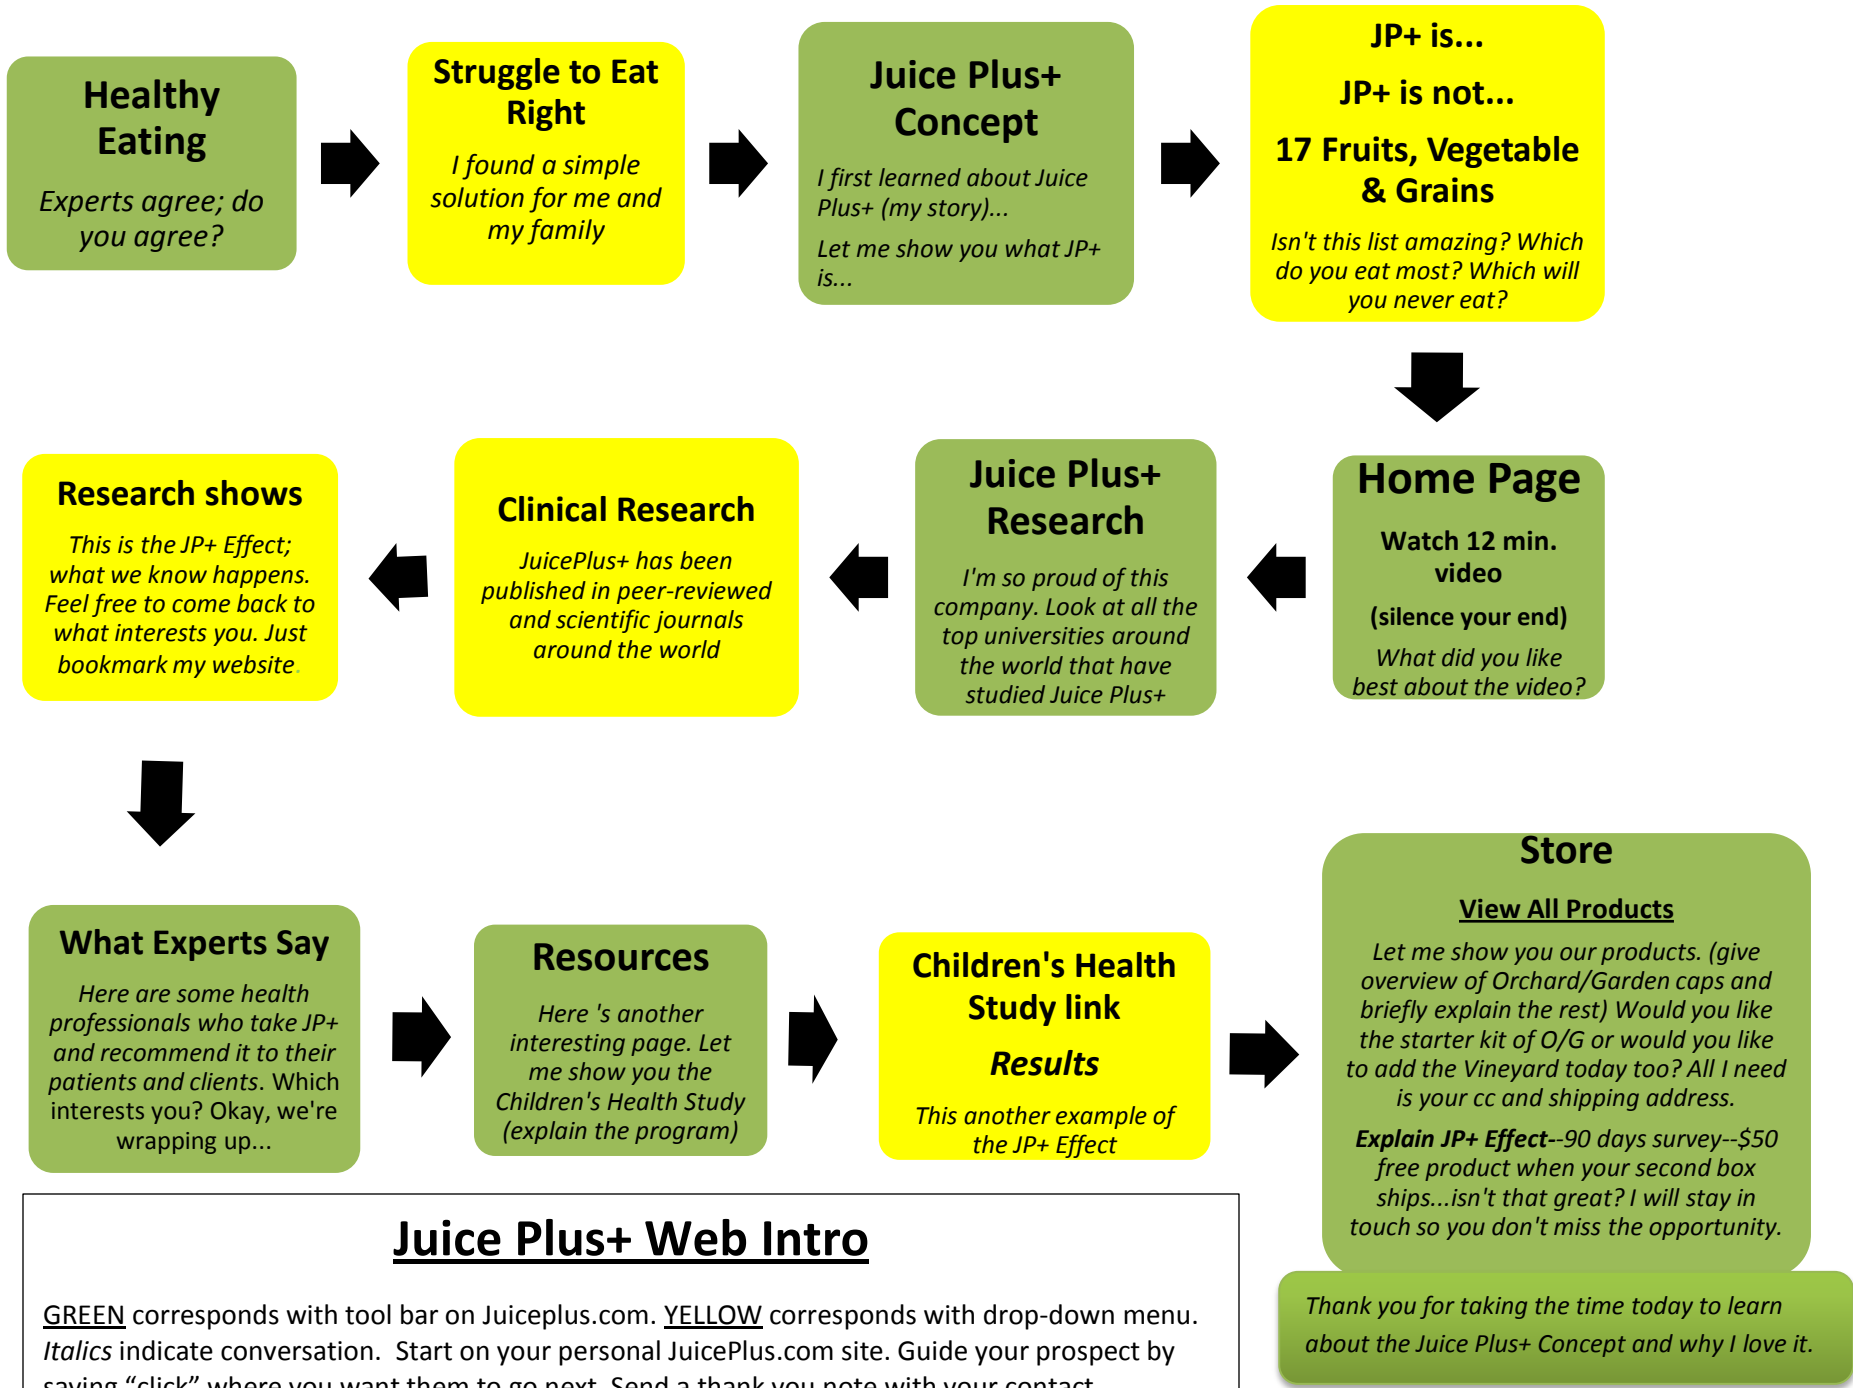 Healthy
Eating
Experts agree; do
you agree?
Struggle to Eat
Right
I found a simple
solution for me and
my family
Juice Plus+
Concept
I first learned about Juice
Plus+ (my story)...
Let me show you what JP+
is...
JP+ is...
JP+ is not...
17 Fruits, Vegetable
& Grains
Isn't this list amazing? Which
do you eat most? Which will
you never eat?
Home Page
Watch 12 min.
video
(silence your end)
What did you like
best about the video?
Juice Plus+
Research
I'm so proud of this
company. Look at all the
top universities around
the world that have
studied Juice Plus+
Clinical Research
JuicePlus+ has been
published in peer-reviewed
and scientific journals
around the world
Research shows
This is the JP+ Effect;
what we know happens.
Feel free to come back to
what interests you. Just
bookmark my website.
What Experts Say
Here are some health
professionals who take JP+
and recommend it to their
patients and clients. Which
interests you? Okay, we're
wrapping up...
Resources
Here 's another
interesting page. Let
me show you the
Children's Health Study
(explain the program)
Children's Health
Study link
Results
This another example of
the JP+ Effect
Store
View All Products
Let me show you our products. (give
overview of Orchard/Garden caps and
briefly explain the rest) Would you like
the starter kit of O/G or would you like
to add the Vineyard today too? All I need
is your cc and shipping address.
Explain JP+ Effect--90 days survey--$50
free product when your second box
ships...isn't that great? I will stay in
touch so you don't miss the opportunity.
Thank you for taking the time today to learn
about the Juice Plus+ Concept and why I love it.
Juice Plus+ Web Intro
GREEN corresponds with tool bar on Juiceplus.com. YELLOW corresponds with drop-down menu.
Italics indicate conversation. Start on your personal JuicePlus.com site. Guide your prospect by
saying "click" where you want them to go next. Send a thank you note with your contact